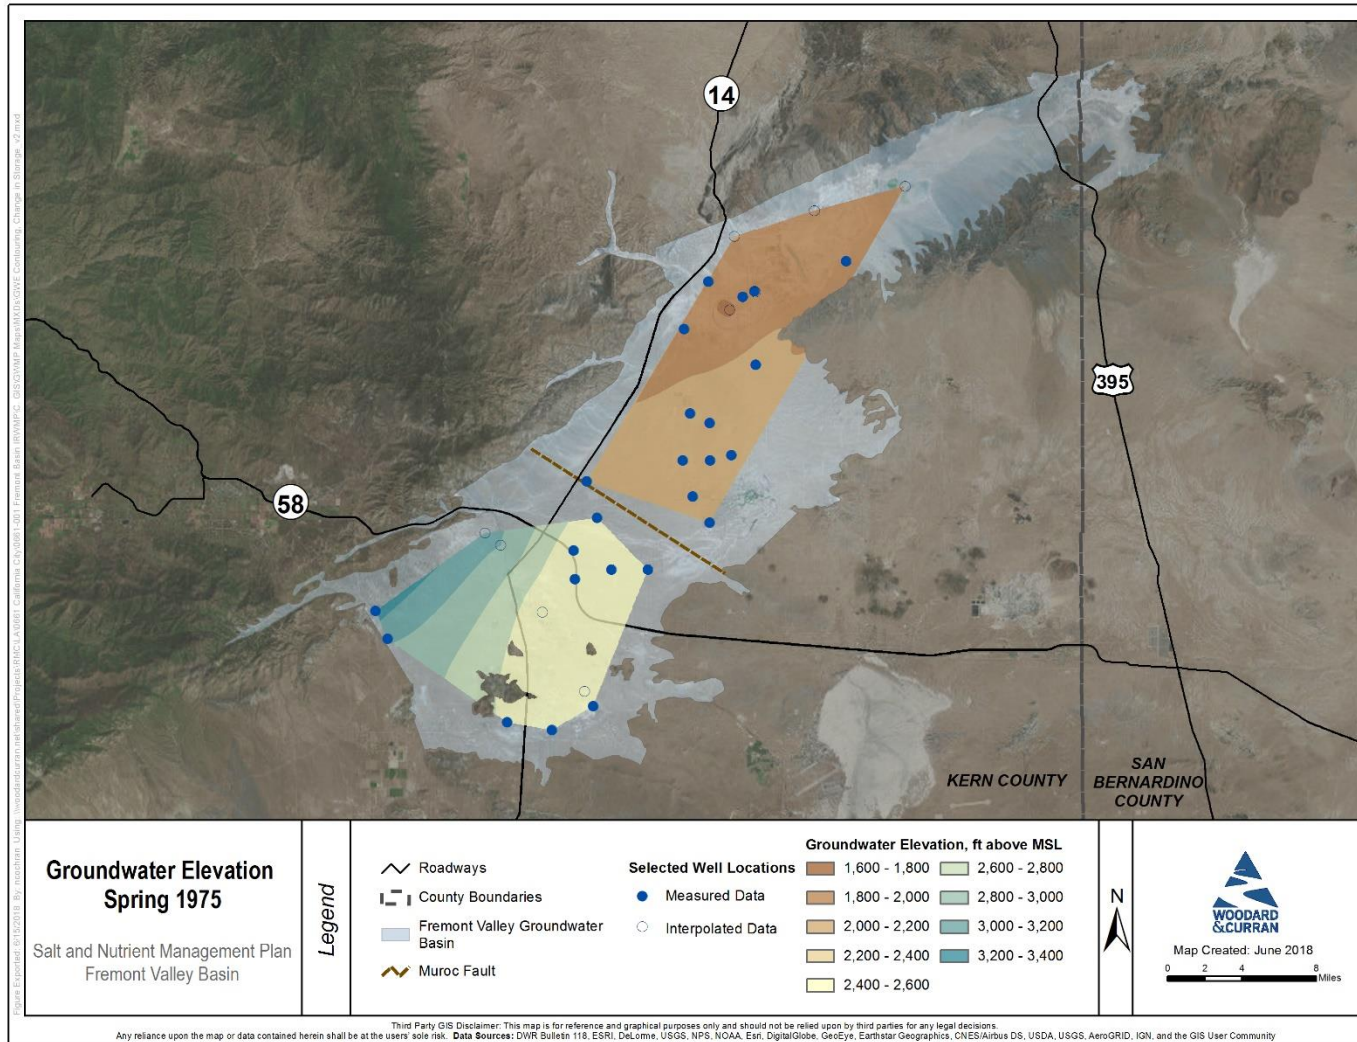 14
58
395
KERN COUNTY
SAN
BERNARDINO
COUNTY
Groundwater Elevation
Spring 1975
Salt and Nutrient Management Plan
Fremont Valley Basin
Legend
Roadways
County Boundaries
Fremont Valley Groundwater
Basin
Muroc Fault
Selected Well Locations
Measured Data
Interpolated Data
Groundwater Elevation, ft above MSL
1,600 - 1,800
1,800 - 2,000
2,000 - 2,200
2,200 - 2,400
2,400 - 2,600
2,600 - 2,800
2,800 - 3,000
3,000 - 3,200
3,200 - 3,400
N
WOODARD
&CURRAN
Map Created: June 2018
0 2 4 8
Miles
Third Party GIS Disclaimer: This map is for reference and graphical purposes only and should not be relied upon by third parties for any legal decisions.
Any reliance upon the map or data contained herein shall be at the users' sole risk. Data Sources: DWR Bulletin 118, ESRI, DeLorme, USGS, NPS, NOAA, Esri, DigitalGlobe, GeoEye, Earthstar Geographics, CNES/Airbus DS, USDA, USGS, AeroGRID, IGN, and the GIS User Community
Figure Exported: 6/15/2018 By: ncochran Using: